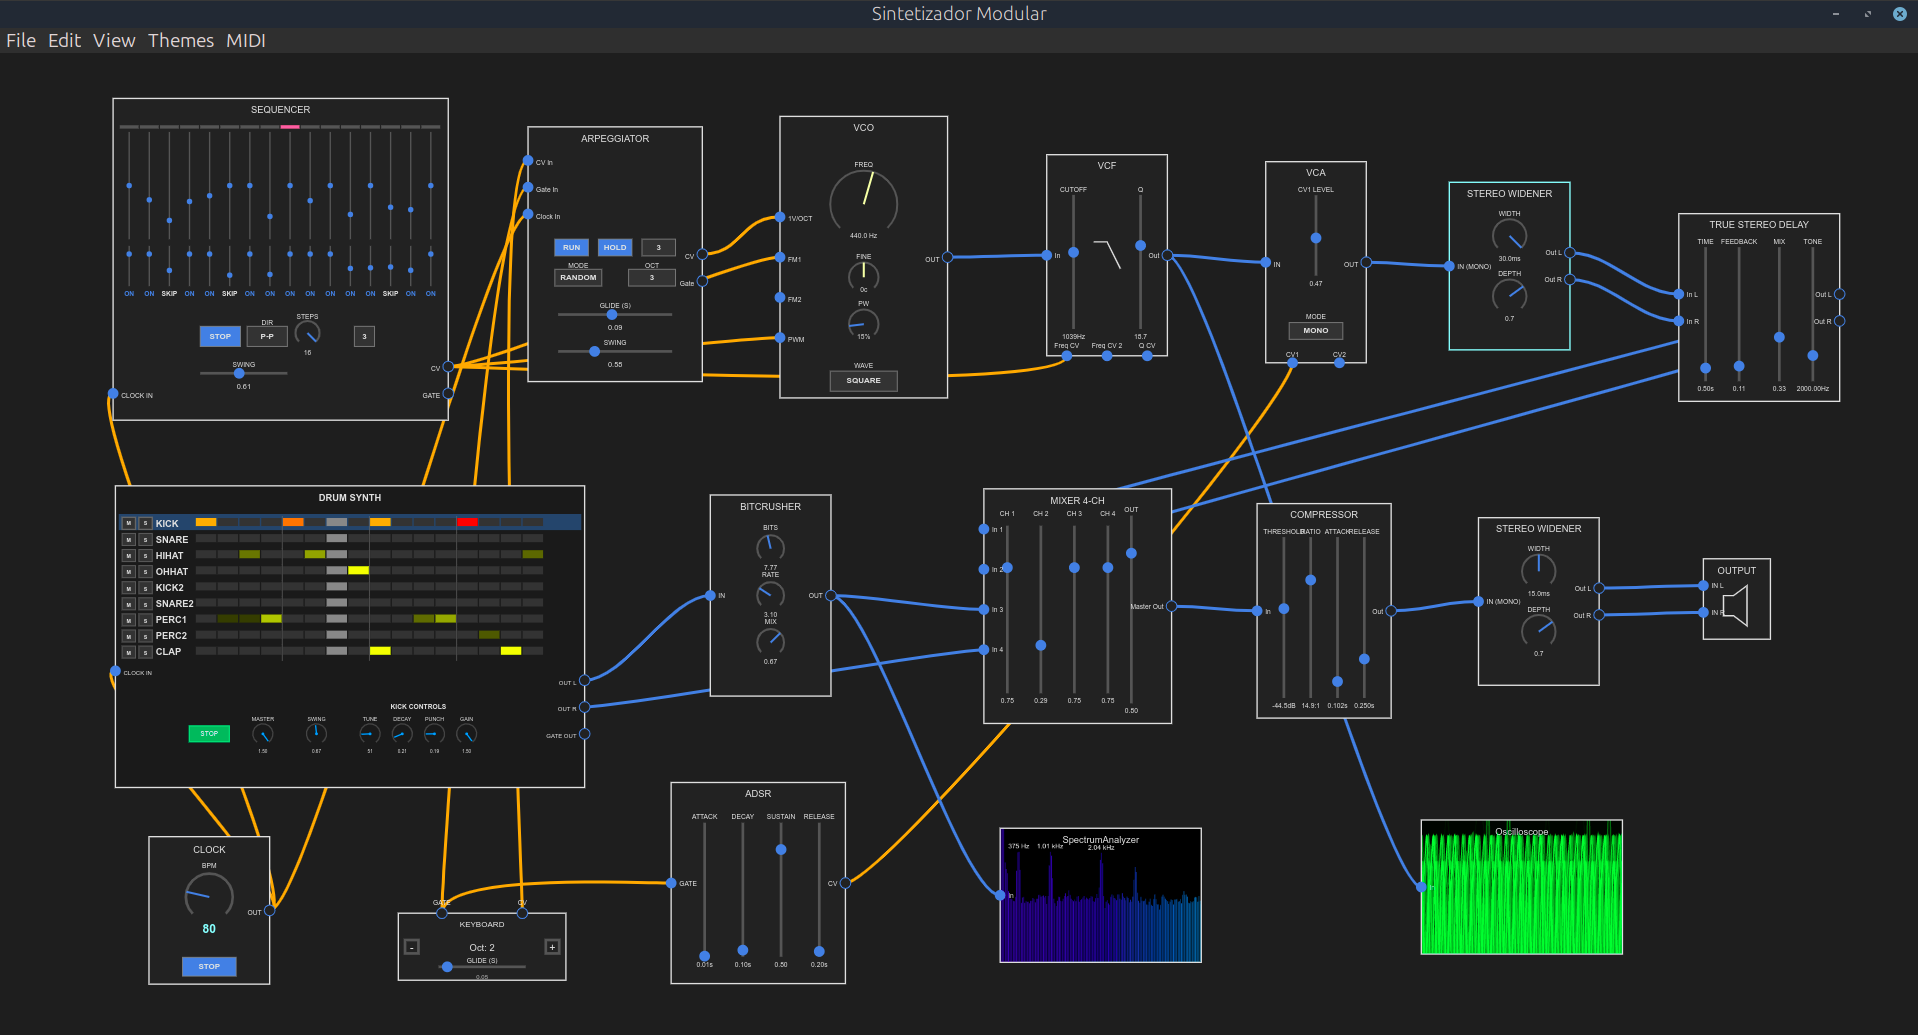 Sintetizador Modular
File Edit View Themes MIDI
SEQUENCER
ON ON SKIP ON ON SKIP ON ON ON ON ON ON ON SKIP ON ON
STOP
DIR
P-P
STEPS
16
3
SWING
0.61
CV
CLOCK IN
GATE
ARPEGGIATOR
CV In
Gate In
Clock In
RUN HOLD 3
MODE
RANDOM
OCT
3
CV
Gate
GLIDE (S)
0.09
SWING
0.55
VCO
FREQ
440.0 Hz
1V/OCT
FM1
FM2
PWM
FINE
0c
PW
15%
OUT
WAVE
SQUARE
VCF
CUTOFF Q
In
Out
1039Hz 15.7
Freq CV Freq CV 2 Q CV
VCA
CV1 LEVEL
IN
OUT
0.47
MODE
MONO
CV1 CV2
STEREO WIDENER
WIDTH
30.0ms
IN (MONO)
Out L
Out R
DEPTH
0.7
TRUE STEREO DELAY
TIME FEEDBACK MIX TONE
In L
In R
Out L
Out R
0.50s 0.11 0.33 2000.00Hz
DRUM SYNTH
M S KICK
M S SNARE
M S HIHAT
M S OHHAT
M S KICK2
M S SNARE2
M S PERC1
M S PERC2
M S CLAP
CLOCK IN
OUT L
OUT R
GATE OUT
KICK CONTROLS
STOP
MASTER SWING TUNE DECAY PUNCH GAIN
1.50 0.67 51 0.21 0.19 1.50
BITCRUSHER
BITS
7.77
RATE
3.10
MIX
0.67
IN
OUT
MIXER 4-CH
CH 1 CH 2 CH 3 CH 4 OUT
In 1
In 2
In 3
In 4
Master Out
0.75 0.29 0.75 0.75 0.50
COMPRESSOR
THRESHOLD RATIO ATTACK RELEASE
In
Out
-44.5dB 14.9:1 0.102s 0.250s
STEREO WIDENER
WIDTH
15.0ms
IN (MONO)
Out L
Out R
DEPTH
0.7
OUTPUT
IN L
IN R
CLOCK
BPM
80
OUT
STOP
GATE CV
KEYBOARD
- Oct: 2 +
GLIDE (S)
0.05
ADSR
ATTACK DECAY SUSTAIN RELEASE
GATE
CV
0.01s 0.10s 0.80 0.20s
SpectrumAnalyzer
375 Hz 1.01 kHz 2.04 kHz
In
Oscilloscope
In